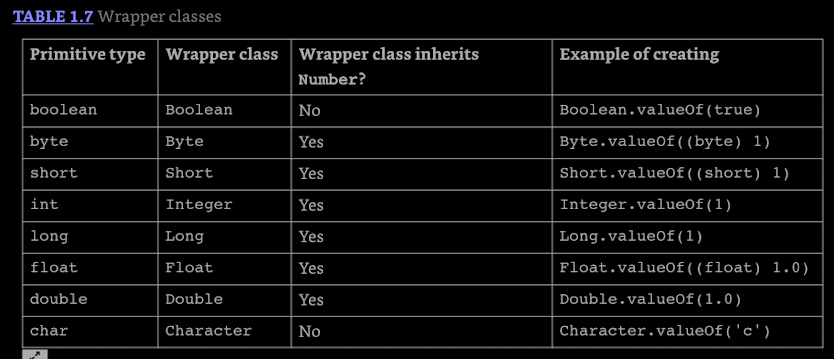 TABLE 1.7 Wrapper classes
Primitive type Wrapper class Wrapper class inherits Example of creating
Number?
boolean Boolean No Boolean.valueOf(true)
byte Byte Yes Byte.valueOf((byte) 1)
short Short Yes Short.valueOf((short) 1)
int Integer Yes Integer.valueOf(1)
long Long Yes Long.valueOf(1)
float Float Yes Float.valueOf((float) 1.0)
double Double Yes Double.valueOf(1.0)
char Character No Character.valueOf('c')